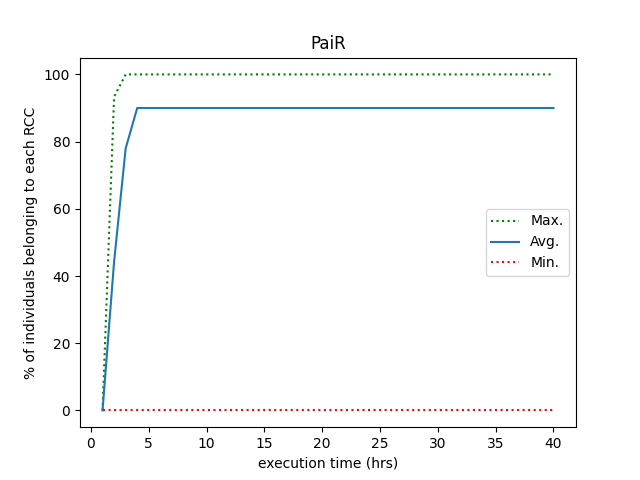 PaiR
% of individuals belonging to each RCC
100
80
60
40
20
0
Max.
Avg.
Min.
0 5 10 15 20 25 30 35 40
execution time (hrs)